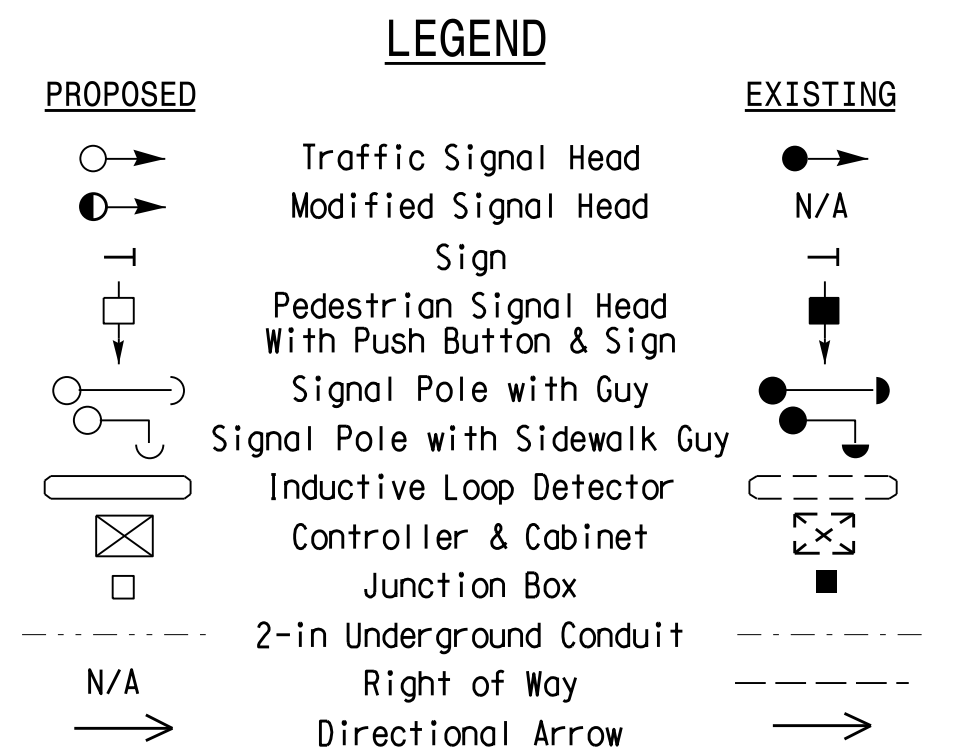 LEGEND
PROPOSED EXISTING
Traffic Signal Head
Modified Signal Head N/A
Sign
Pedestrian Signal Head
With Push Button & Sign
Signal Pole with Guy
Signal Pole with Sidewalk Guy
Inductive Loop Detector
Controller & Cabinet
Junction Box
2-in Underground Conduit
N/A Right of Way
Directional Arrow